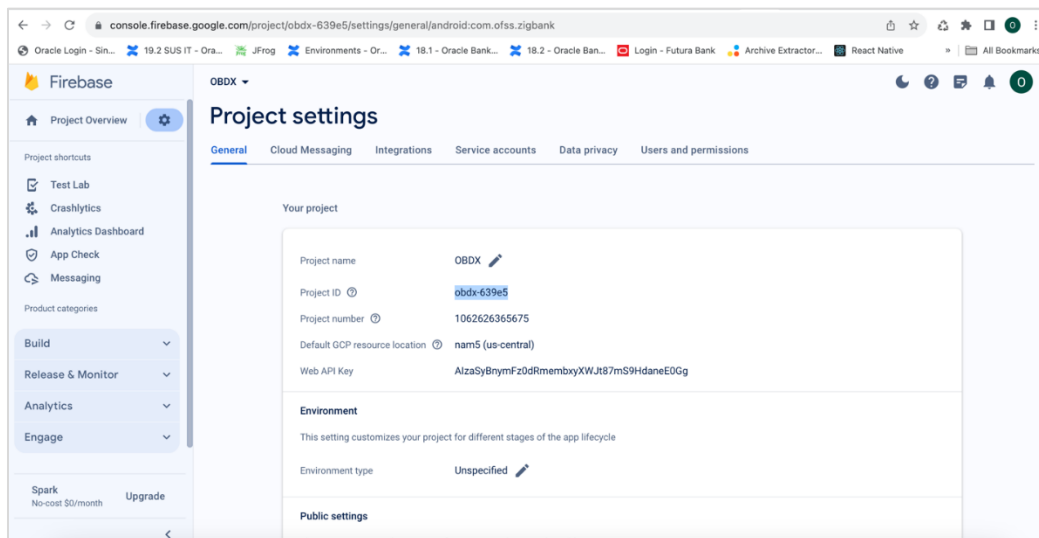 console.firebase.google.com/project/obdx-639e5/settings/general/android:com.ofss.zigbank
O
Oracle Login - Sin... 19.2 SUS IT - Ora... JFrog Environments - Or... 18.1 - Oracle Bank... 18.2 - Oracle Ban... Login - Futura Bank Archive Extractor... React Native » All Bookmarks
Firebase
OBDX
O
Project Overview
Project settings
General Cloud Messaging Integrations Service accounts Data privacy Users and permissions
Project shortcuts
Test Lab
Crashlytics
Analytics Dashboard
App Check
Messaging
Product categories
Build
Release & Monitor
Analytics
Engage
Spark
No-cost $0/month
Upgrade
Your project
Project name OBDX
Project ID obdx-639e5
Project number 1062626365675
Default GCP resource location nam5 (us-central)
Web API Key AIzaSyBnymFz0dRmembxyXWJt87mS9HdaneE0Gg
Environment
This setting customizes your project for different stages of the app lifecycle
Environment type Unspecified
Public settings